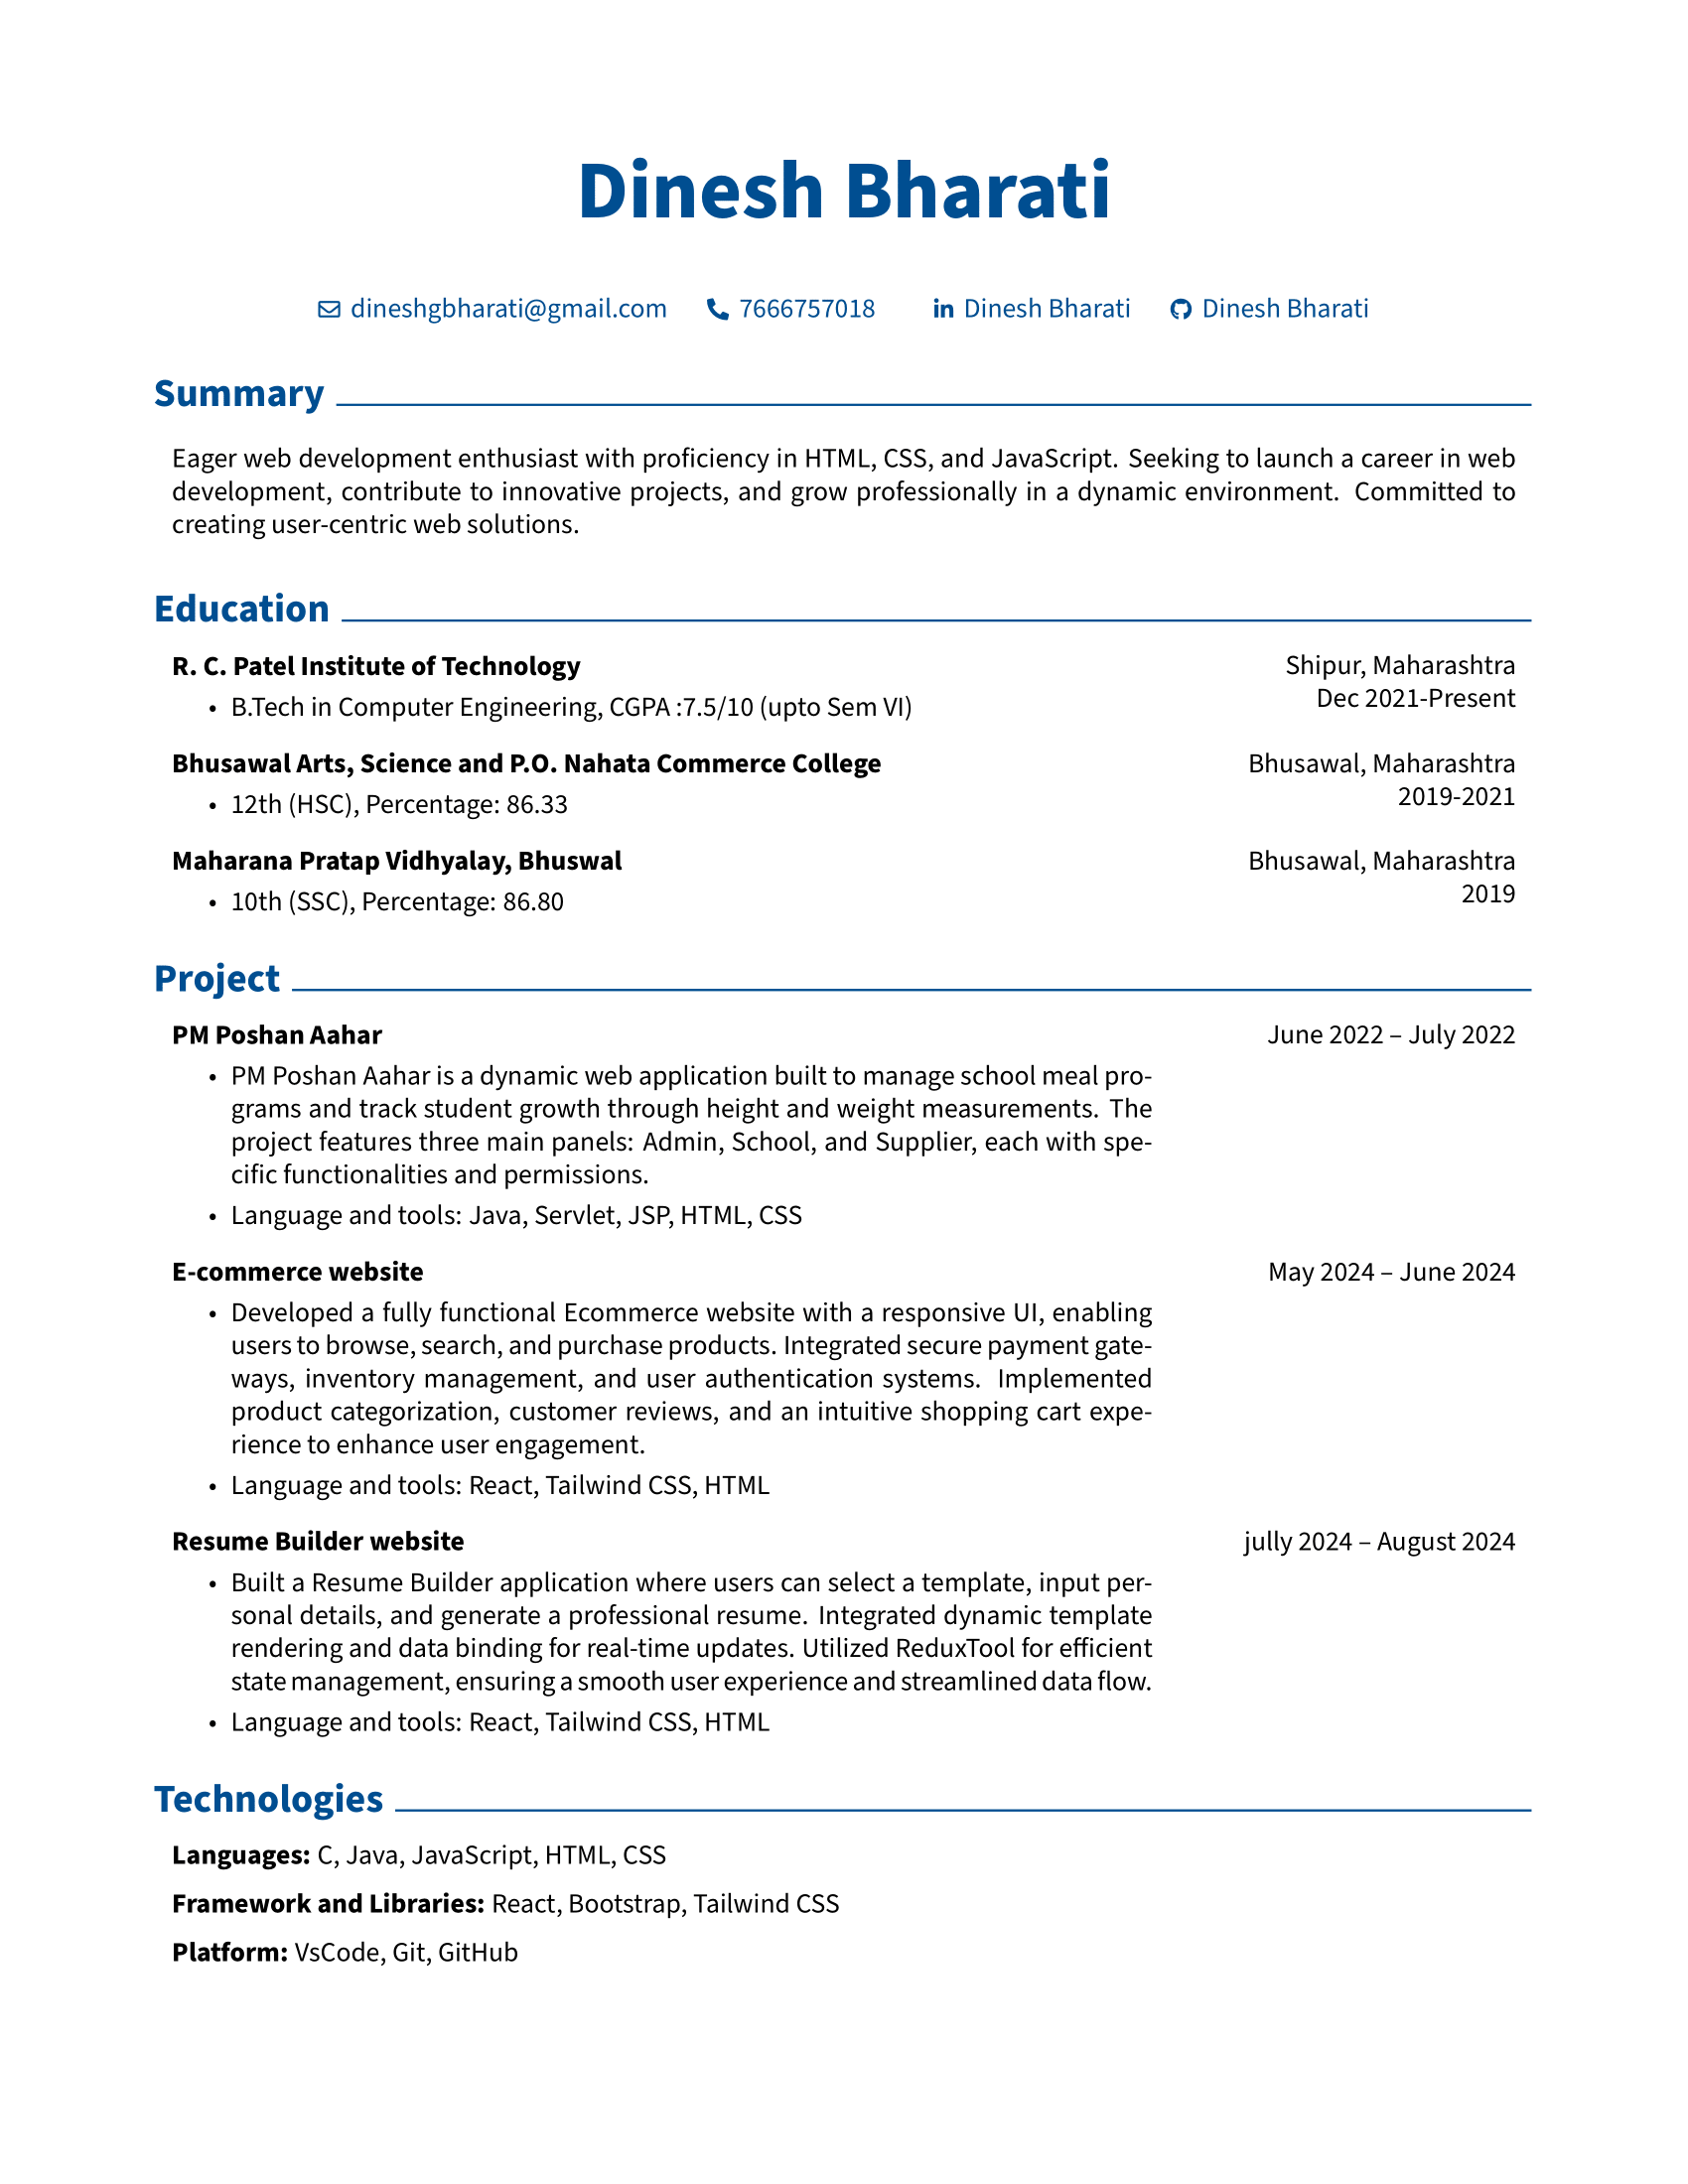 Dinesh Bharati
dineshgbharati@gmail.com 7666757018 Dinesh Bharati Dinesh Bharati
Summary
Eager web development enthusiast with proficiency in HTML, CSS, and JavaScript. Seeking to launch a career in web
development, contribute to innovative projects, and grow professionally in a dynamic environment. Committed to
creating user-centric web solutions.
Education
R. C. Patel Institute of Technology Shipur, Maharashtra
• B.Tech in Computer Engineering, CGPA :7.5/10 (upto Sem VI) Dec 2021-Present
Bhusawal Arts, Science and P.O. Nahata Commerce College Bhusawal, Maharashtra
• 12th (HSC), Percentage: 86.33 2019-2021
Maharana Pratap Vidhyalay, Bhuswal Bhusawal, Maharashtra
• 10th (SSC), Percentage: 86.80 2019
Project
PM Poshan Aahar June 2022 – July 2022
• PM Poshan Aahar is a dynamic web application built to manage school meal pro-
grams and track student growth through height and weight measurements. The
project features three main panels: Admin, School, and Supplier, each with spe-
cific functionalities and permissions.
• Language and tools: Java, Servlet, JSP, HTML, CSS
E-commerce website May 2024 – June 2024
• Developed a fully functional Ecommerce website with a responsive UI, enabling
users to browse, search, and purchase products. Integrated secure payment gate-
ways, inventory management, and user authentication systems. Implemented
product categorization, customer reviews, and an intuitive shopping cart expe-
rience to enhance user engagement.
• Language and tools: React, Tailwind CSS, HTML
Resume Builder website jully 2024 – August 2024
• Built a Resume Builder application where users can select a template, input per-
sonal details, and generate a professional resume. Integrated dynamic template
rendering and data binding for real-time updates. Utilized ReduxTool for efficient
state management, ensuring a smooth user experience and streamlined data flow.
• Language and tools: React, Tailwind CSS, HTML
Technologies
Languages: C, Java, JavaScript, HTML, CSS
Framework and Libraries: React, Bootstrap, Tailwind CSS
Platform: VsCode, Git, GitHub